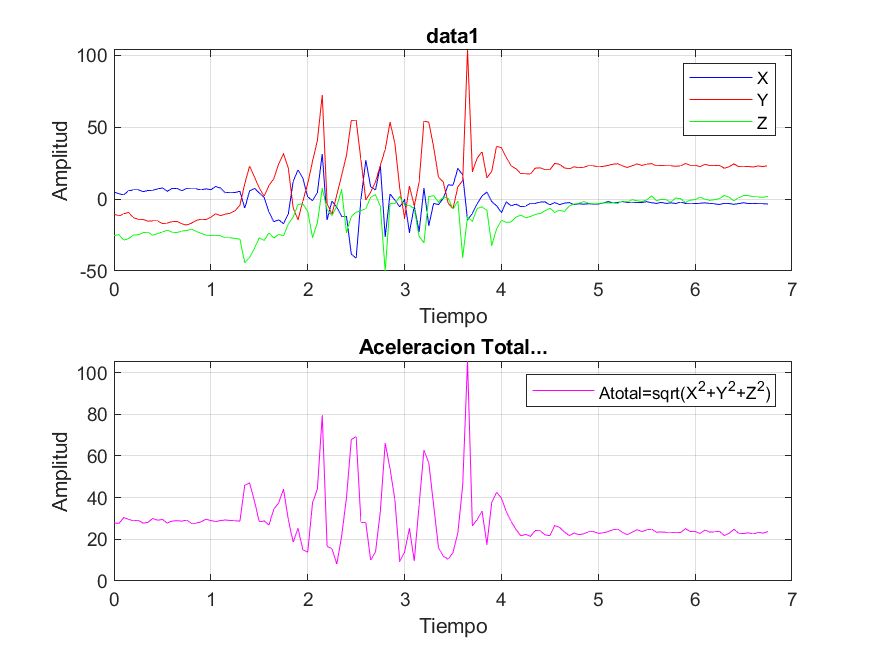 data1
100
50
0
-50
Amplitud
X
Y
Z
0 1 2 3 4 5 6 7
Tiempo
Aceleracion Total...
100
80
60
40
20
0
Amplitud
Atotal=sqrt(X²+Y²+Z²)
0 1 2 3 4 5 6 7
Tiempo